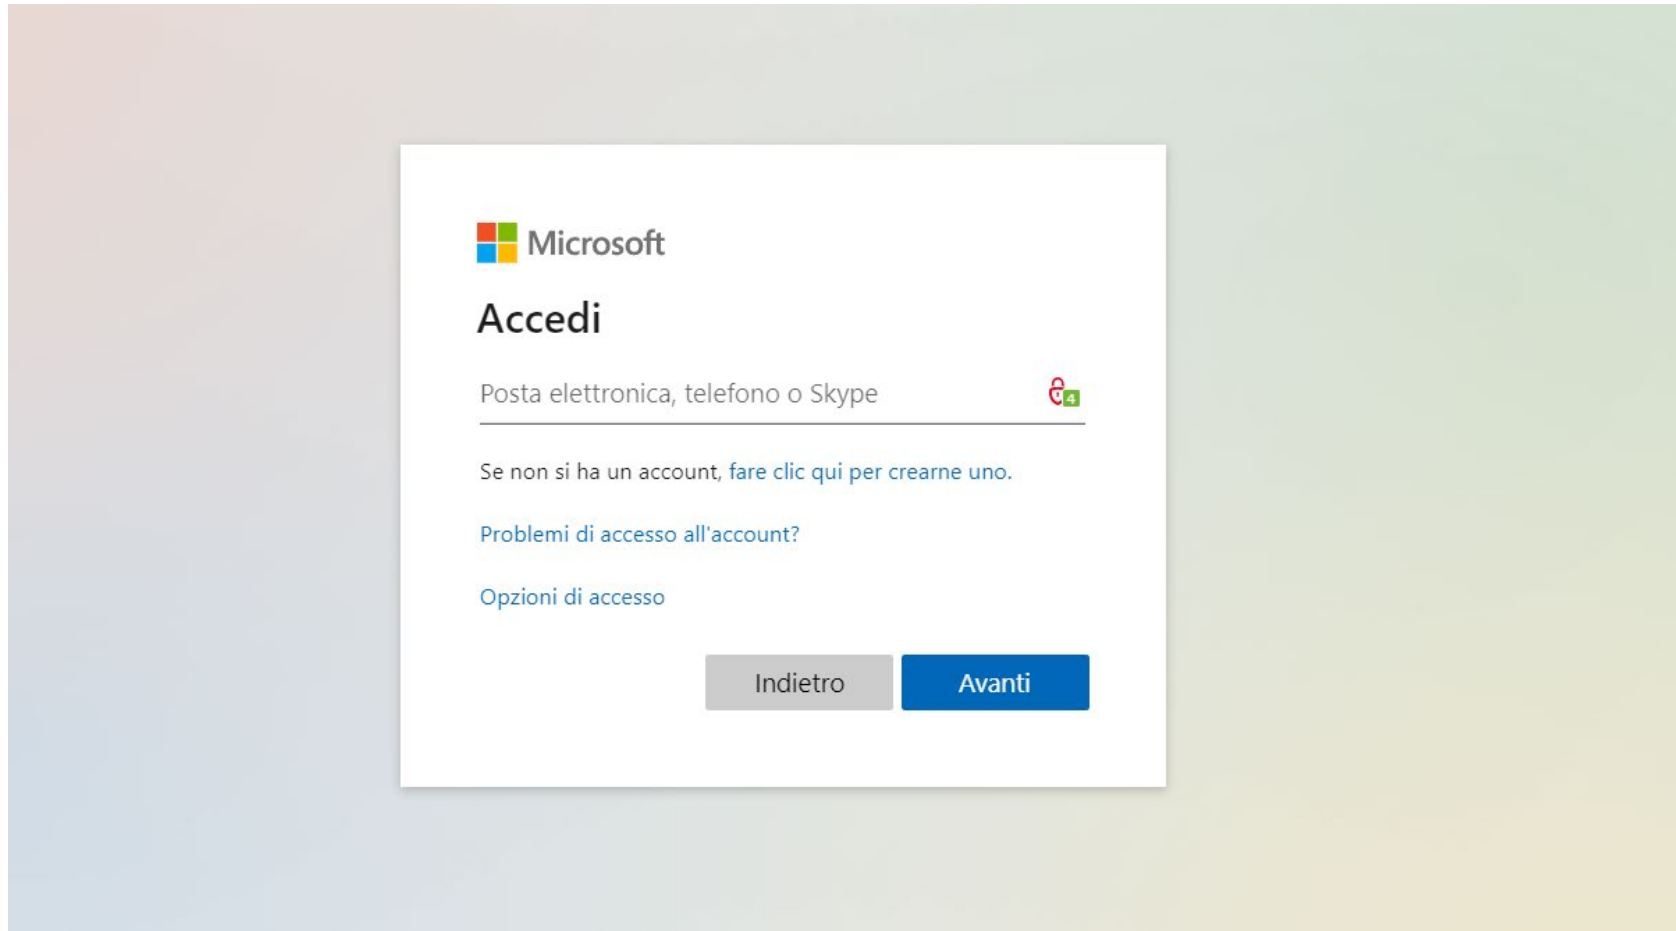 Microsoft
Accedi
Posta elettronica, telefono o Skype
4
Se non si ha un account, fare clic qui per crearne uno.
Problemi di accesso all'account?
Opzioni di accesso
Indietro
Avanti